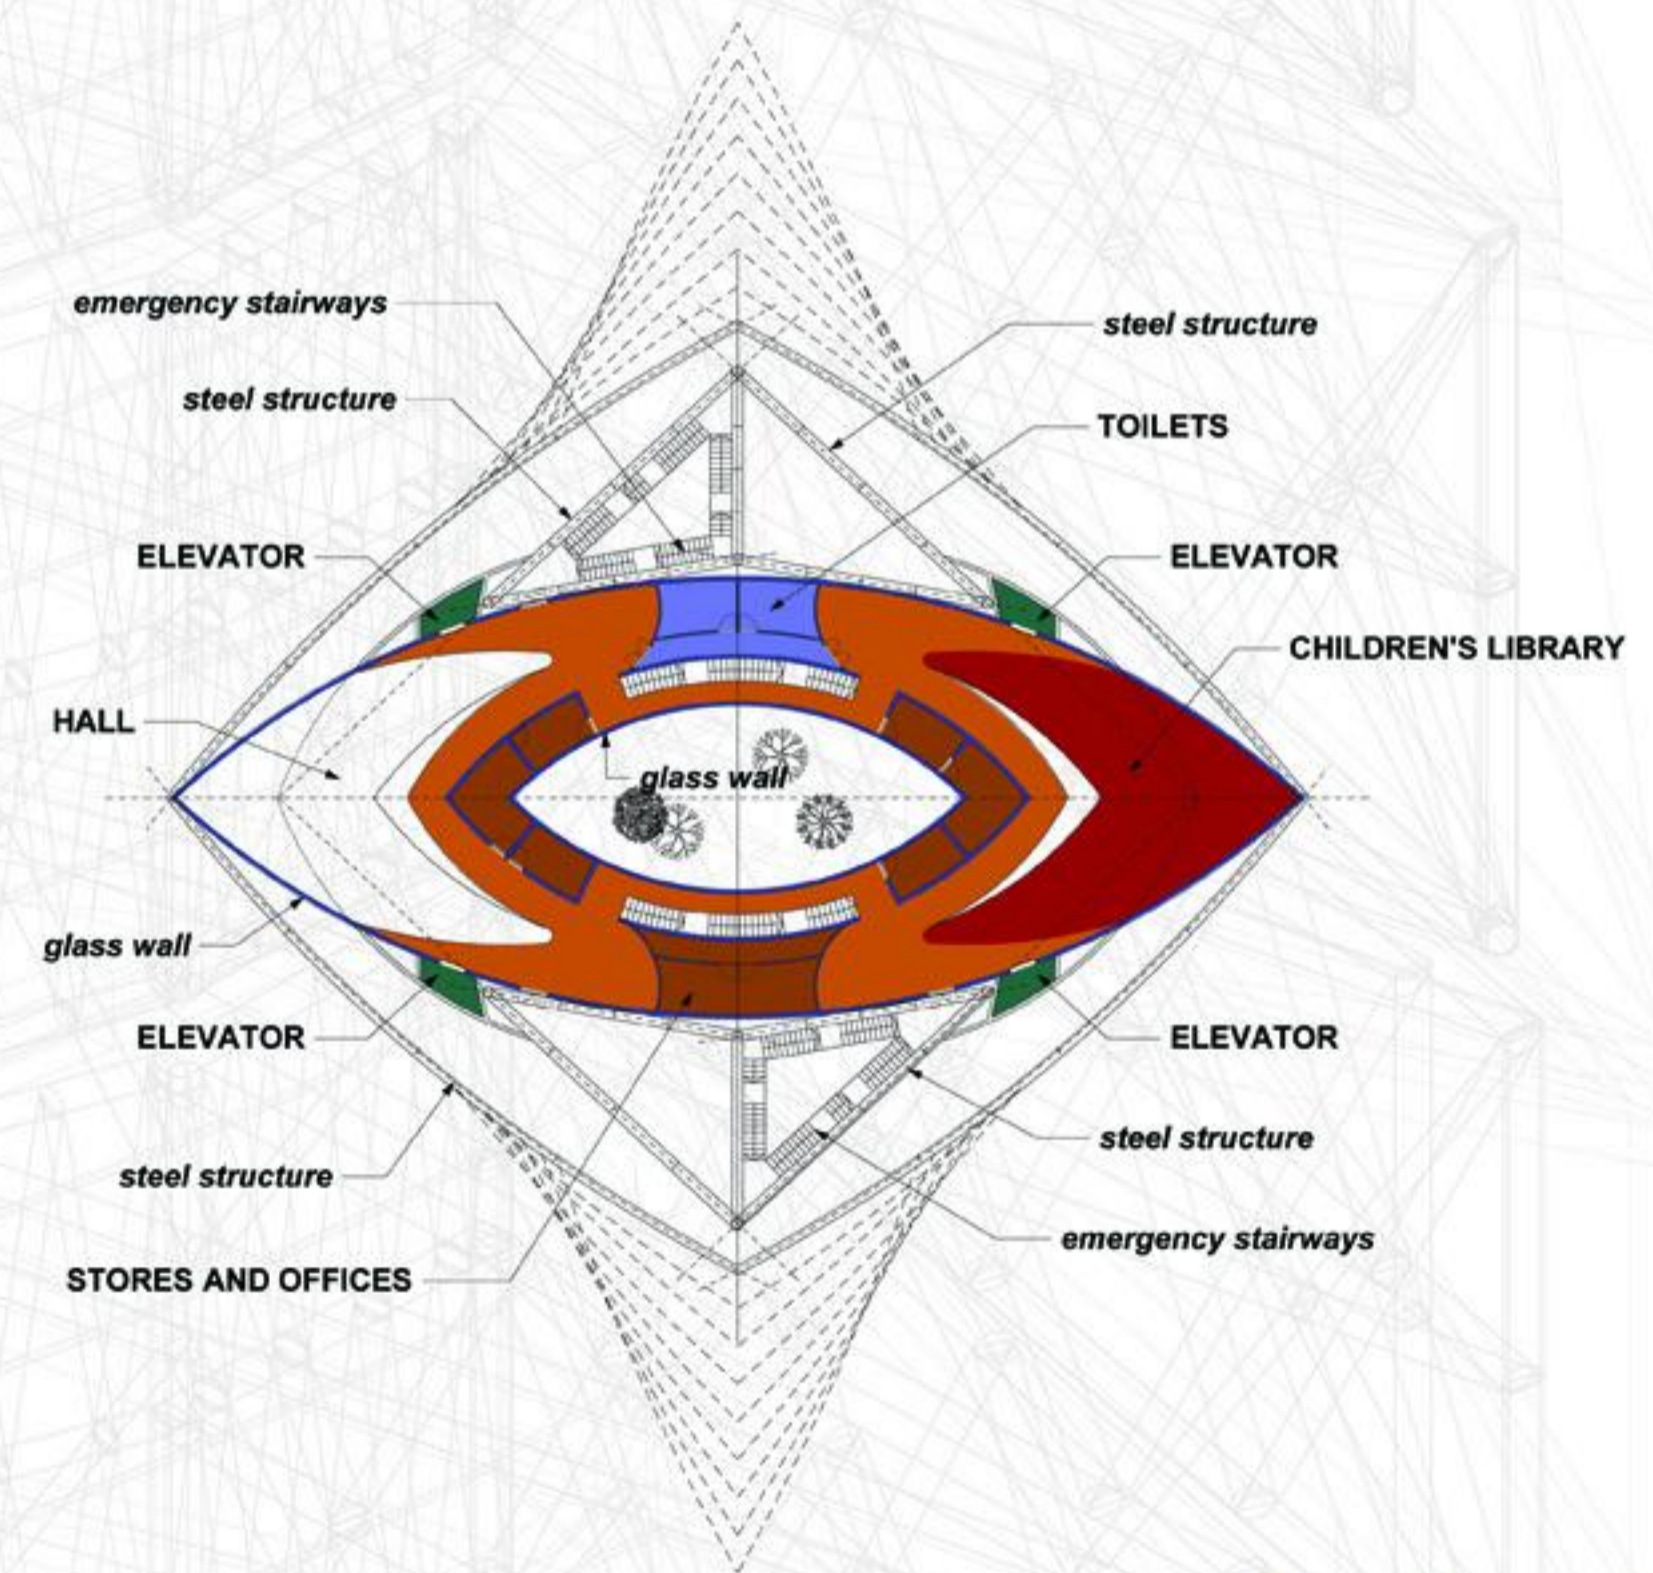 emergency stairways
steel structure
steel structure
TOILETS
ELEVATOR
ELEVATOR
CHILDREN'S LIBRARY
HALL
glass wall
glass wall
ELEVATOR
ELEVATOR
steel structure
steel structure
emergency stairways
STORES AND OFFICES